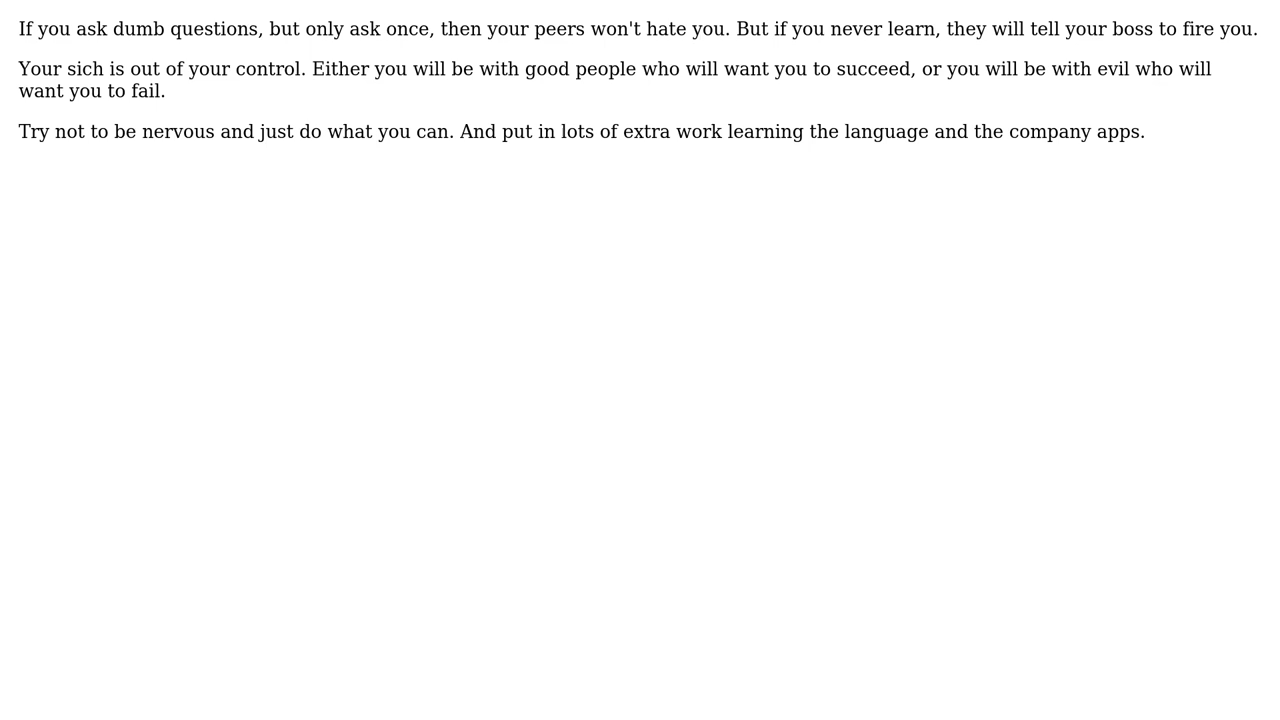 If you ask dumb questions, but only ask once, then your peers won't hate you. But if you never learn, they will tell your boss to fire you.
Your sich is out of your control. Either you will be with good people who will want you to succeed, or you will be with evil who will
want you to fail.
Try not to be nervous and just do what you can. And put in lots of extra work learning the language and the company apps.